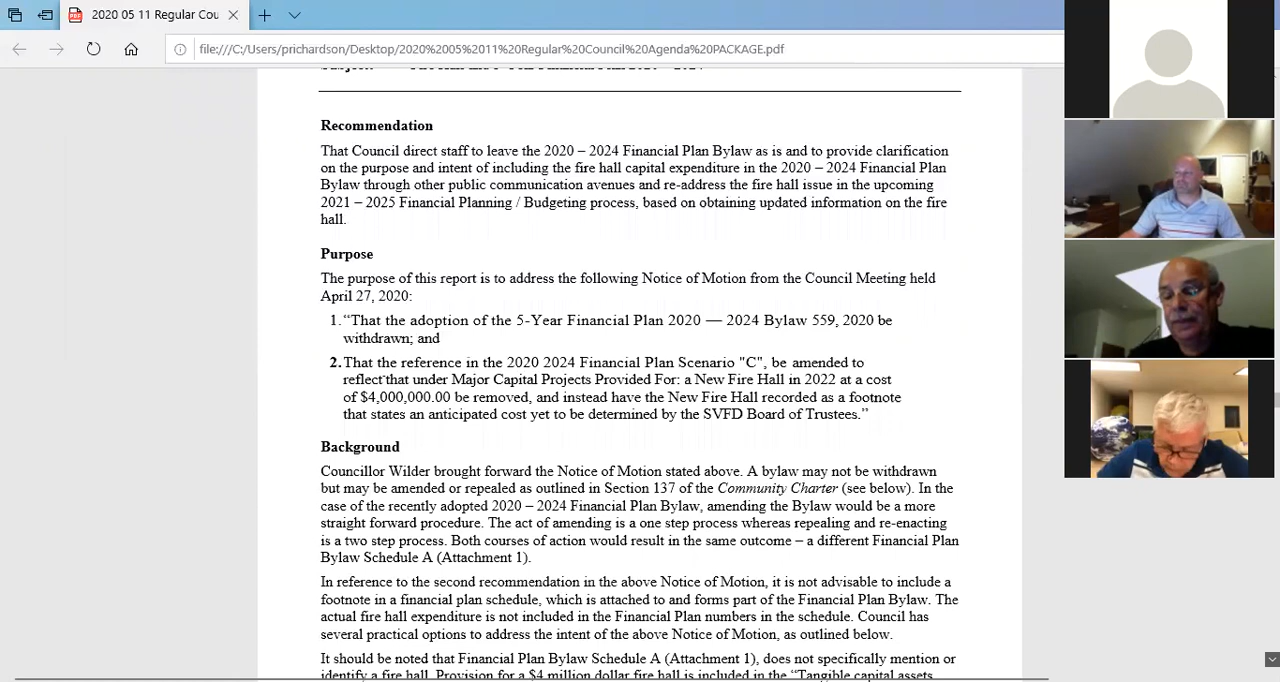 2020 05 11 Regular Cou
file:///C:/Users/prichardson/Desktop/2020%2005%2011%20Regular%20Council%20Agenda%20PACKAGE.pdf
Recommendation
That Council direct staff to leave the 2020 – 2024 Financial Plan Bylaw as is and to provide clarification
on the purpose and intent of including the fire hall capital expenditure in the 2020 – 2024 Financial Plan
Bylaw through other public communication avenues and re-address the fire hall issue in the upcoming
2021 – 2025 Financial Planning / Budgeting process, based on obtaining updated information on the fire
hall.
Purpose
The purpose of this report is to address the following Notice of Motion from the Council Meeting held
April 27, 2020:
1. “That the adoption of the 5-Year Financial Plan 2020 — 2024 Bylaw 559, 2020 be
withdrawn; and
2. That the reference in the 2020 2024 Financial Plan Scenario "C", be amended to
reflect that under Major Capital Projects Provided For: a New Fire Hall in 2022 at a cost
of $4,000,000.00 be removed, and instead have the New Fire Hall recorded as a footnote
that states an anticipated cost yet to be determined by the SVFD Board of Trustees.”
Background
Councillor Wilder brought forward the Notice of Motion stated above. A bylaw may not be withdrawn
but may be amended or repealed as outlined in Section 137 of the Community Charter (see below). In the
case of the recently adopted 2020 – 2024 Financial Plan Bylaw, amending the Bylaw would be a more
straight forward procedure. The act of amending is a one step process whereas repealing and re-enacting
is a two step process. Both courses of action would result in the same outcome – a different Financial Plan
Bylaw Schedule A (Attachment 1).
In reference to the second recommendation in the above Notice of Motion, it is not advisable to include a
footnote in a financial plan schedule, which is attached to and forms part of the Financial Plan Bylaw. The
actual fire hall expenditure is not included in the Financial Plan numbers in the schedule. Council has
several practical options to address the intent of the above Notice of Motion, as outlined below.
It should be noted that Financial Plan Bylaw Schedule A (Attachment 1), does not specifically mention or
identify a fire hall. Provision for a $4 million dollar fire hall is included in the “Tangible capital assets